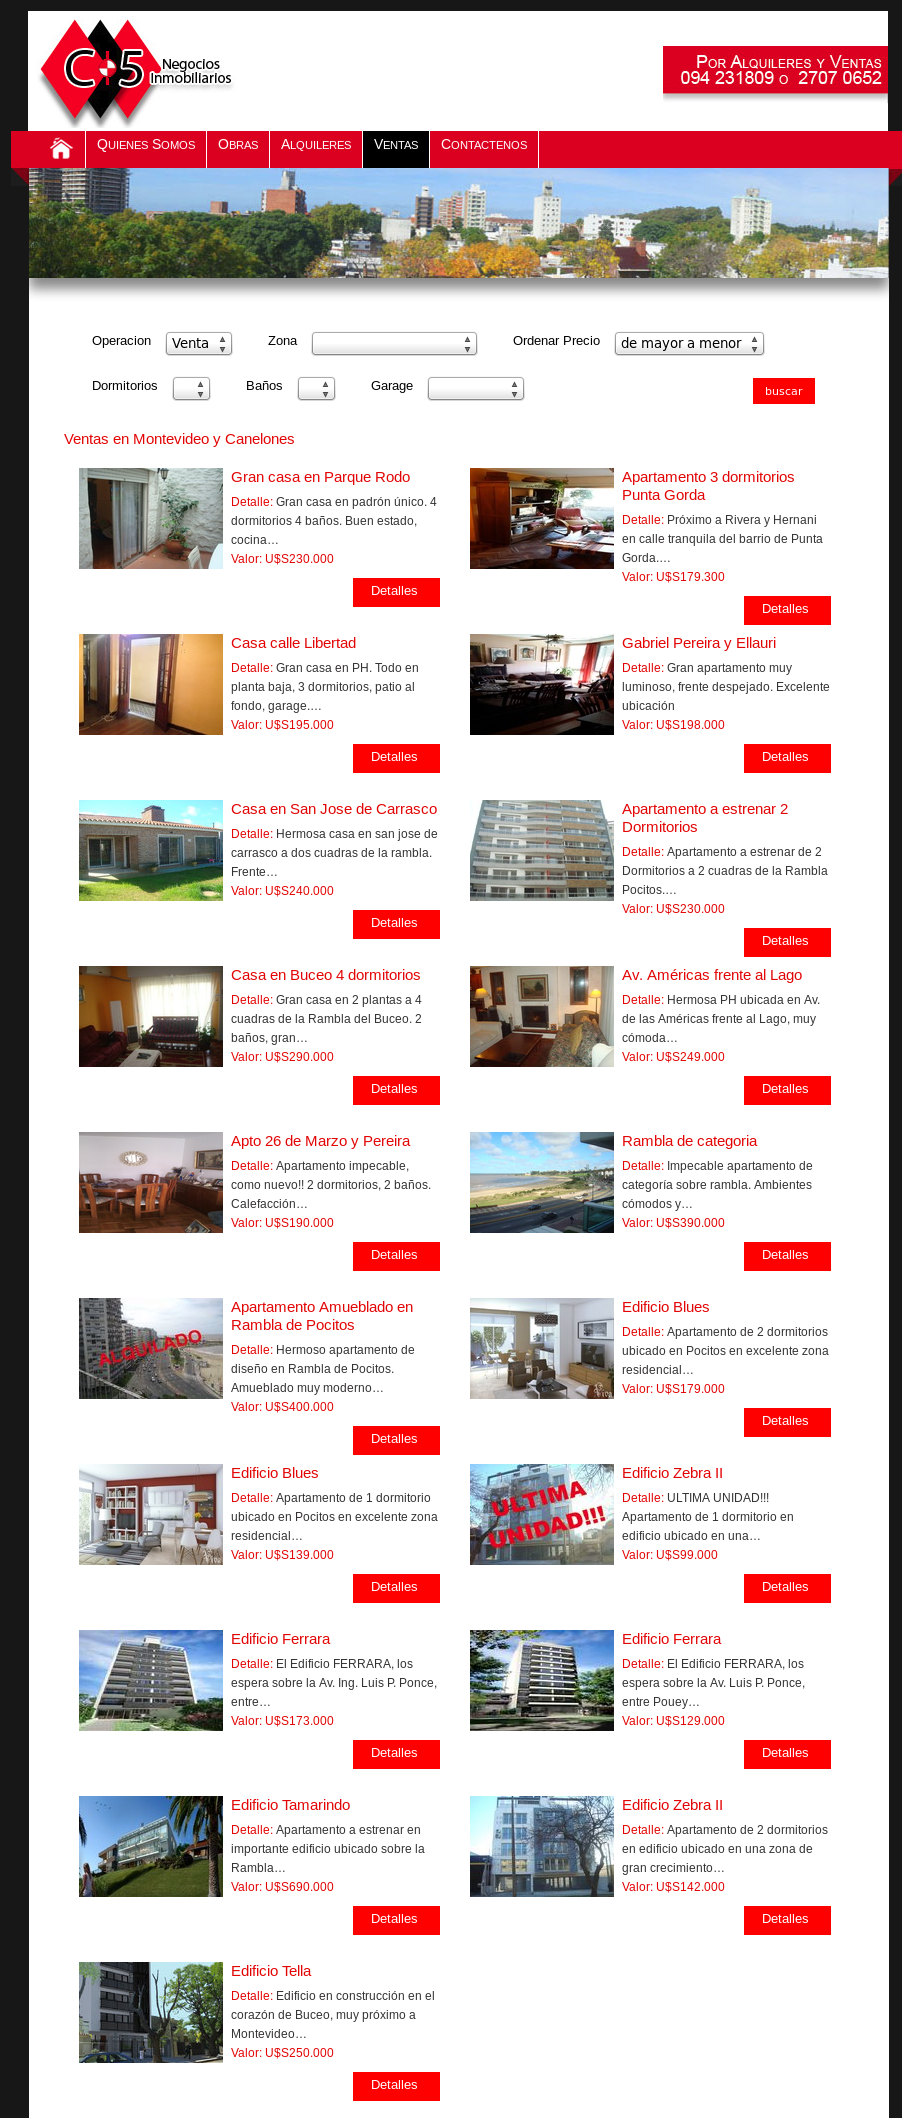 C5 Negocios
Inmobiliarios
Por Alquileres y Ventas
094 231809 o 2707 0652
Quienes Somos Obras Alquileres Ventas Contactenos
Operacion Venta Zona Ordenar Precio de mayor a menor
Dormitorios Baños Garage buscar
Ventas en Montevideo y Canelones
Gran casa en Parque Rodo
Detalle: Gran casa en padrón único. 4
dormitorios 4 baños. Buen estado,
cocina…
Valor: U$S230.000
Detalles
Apartamento 3 dormitorios
Punta Gorda
Detalle: Próximo a Rivera y Hernani
en calle tranquila del barrio de Punta
Gorda.…
Valor: U$S179.300
Detalles
Casa calle Libertad
Detalle: Gran casa en PH. Todo en
planta baja, 3 dormitorios, patio al
fondo, garage.…
Valor: U$S195.000
Detalles
Gabriel Pereira y Ellauri
Detalle: Gran apartamento muy
luminoso, frente despejado. Excelente
ubicación
Valor: U$S198.000
Detalles
Casa en San Jose de Carrasco
Detalle: Hermosa casa en san jose de
carrasco a dos cuadras de la rambla.
Frente…
Valor: U$S240.000
Detalles
Apartamento a estrenar 2
Dormitorios
Detalle: Apartamento a estrenar de 2
Dormitorios a 2 cuadras de la Rambla
Pocitos.…
Valor: U$S230.000
Detalles
Casa en Buceo 4 dormitorios
Detalle: Gran casa en 2 plantas a 4
cuadras de la Rambla del Buceo. 2
baños, gran…
Valor: U$S290.000
Detalles
Av. Américas frente al Lago
Detalle: Hermosa PH ubicada en Av.
de las Américas frente al Lago, muy
cómoda…
Valor: U$S249.000
Detalles
Apto 26 de Marzo y Pereira
Detalle: Apartamento impecable,
como nuevo!! 2 dormitorios, 2 baños.
Calefacción…
Valor: U$S190.000
Detalles
Rambla de categoria
Detalle: Impecable apartamento de
categoría sobre rambla. Ambientes
cómodos y…
Valor: U$S390.000
Detalles
ALQUILADO
Apartamento Amueblado en
Rambla de Pocitos
Detalle: Hermoso apartamento de
diseño en Rambla de Pocitos.
Amueblado muy moderno…
Valor: U$S400.000
Detalles
Edificio Blues
Detalle: Apartamento de 2 dormitorios
ubicado en Pocitos en excelente zona
residencial…
Valor: U$S179.000
Detalles
Edificio Blues
Detalle: Apartamento de 1 dormitorio
ubicado en Pocitos en excelente zona
residencial…
Valor: U$S139.000
Detalles
ULTIMA
UNIDAD!!!
Edificio Zebra II
Detalle: ULTIMA UNIDAD!!!
Apartamento de 1 dormitorio en
edificio ubicado en una…
Valor: U$S99.000
Detalles
Edificio Ferrara
Detalle: El Edificio FERRARA, los
espera sobre la Av. Ing. Luis P. Ponce,
entre…
Valor: U$S173.000
Detalles
Edificio Ferrara
Detalle: El Edificio FERRARA, los
espera sobre la Av. Luis P. Ponce,
entre Pouey…
Valor: U$S129.000
Detalles
Edificio Tamarindo
Detalle: Apartamento a estrenar en
importante edificio ubicado sobre la
Rambla…
Valor: U$S690.000
Detalles
Edificio Zebra II
Detalle: Apartamento de 2 dormitorios
en edificio ubicado en una zona de
gran crecimiento…
Valor: U$S142.000
Detalles
Edificio Tella
Detalle: Edificio en construcción en el
corazón de Buceo, muy próximo a
Montevideo…
Valor: U$S250.000
Detalles